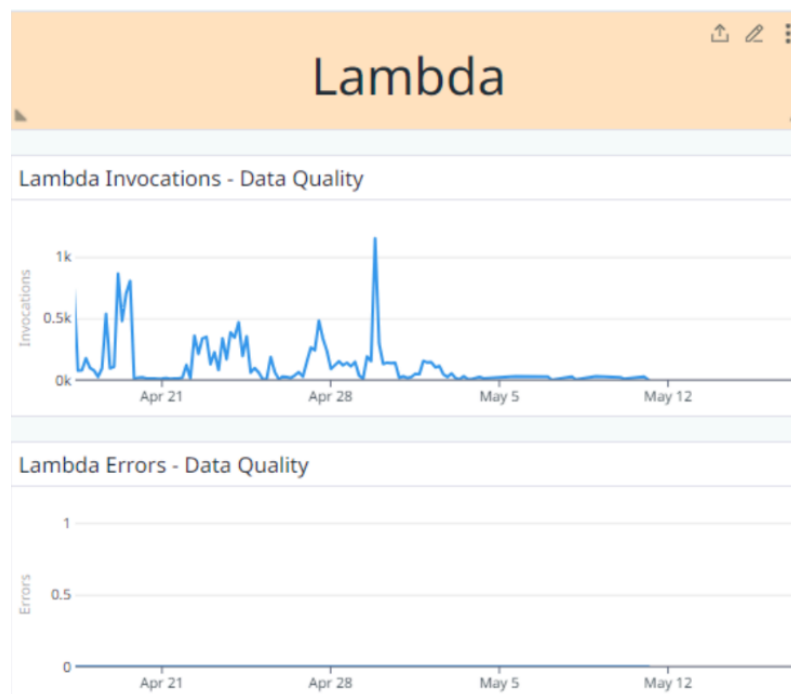 Lambda
Lambda Invocations - Data Quality
Invocations
1k
0.5k
0k
Apr 21 Apr 28 May 5 May 12
Lambda Errors - Data Quality
Errors
1
0.5
0
Apr 21 Apr 28 May 5 May 12